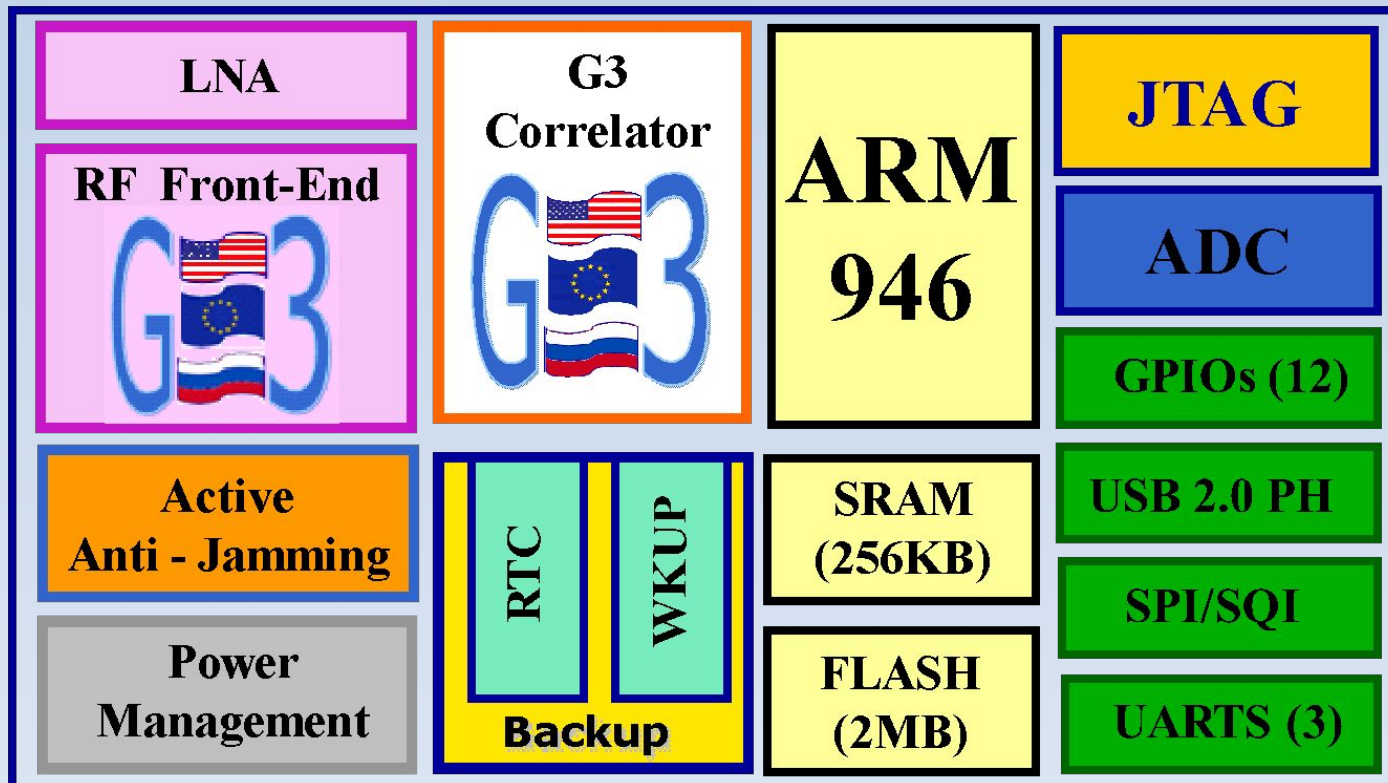 LNA
RF Front-End
G3
Active
Anti - Jamming
Power
Management
G3
Correlator
G3
RTC
WKUP
Backup
ARM
946
SRAM
(256KB)
FLASH
(2MB)
JTAG
ADC
GPIOs (12)
USB 2.0 PH
SPI/SQI
UARTS (3)